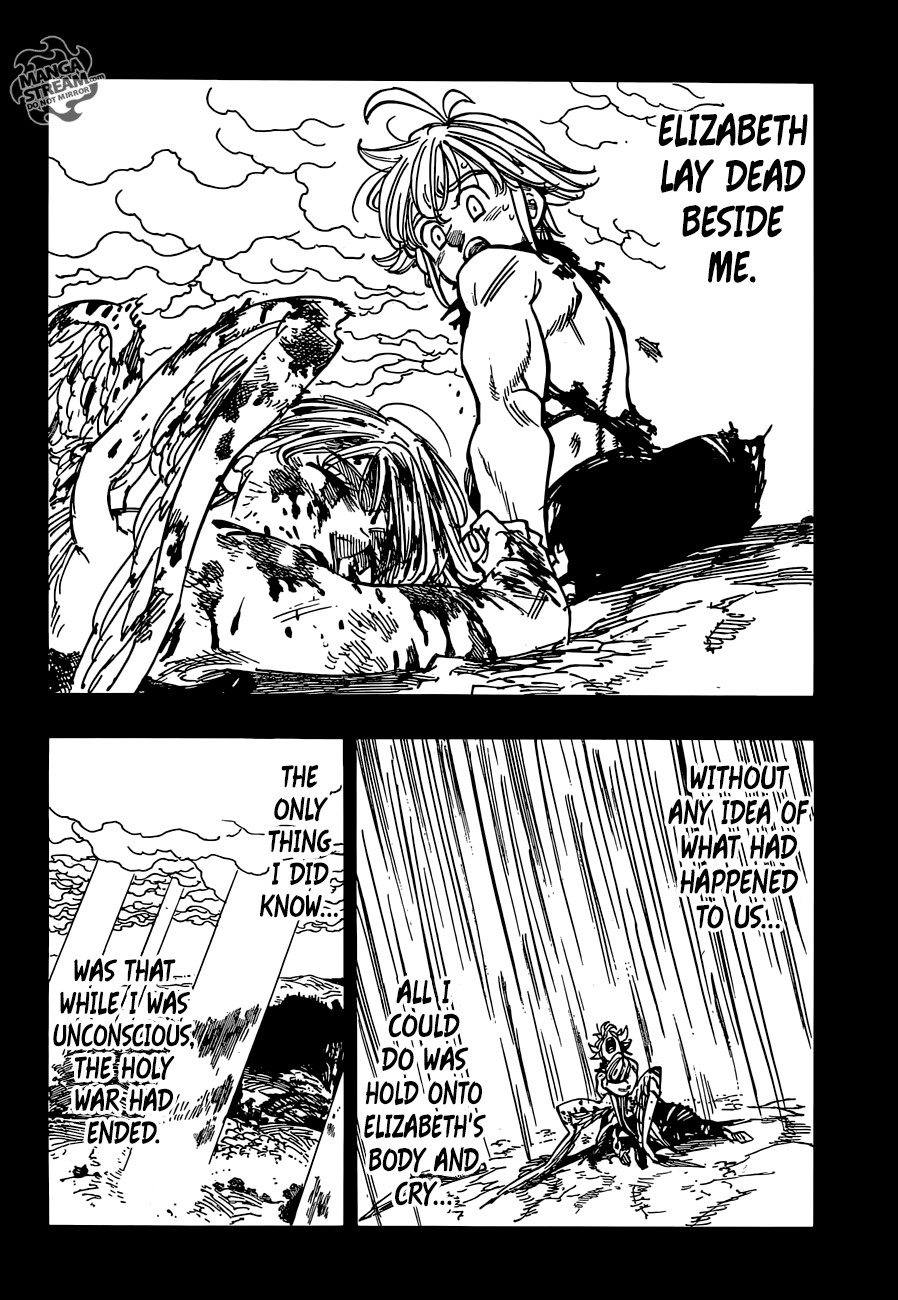 MANGA
STREAM.com
DO NOT MIRROR
ELIZABETH
LAY DEAD
BESIDE
ME.
WITHOUT
ANY IDEA OF
WHAT HAD
HAPPENED
TO US...
ALL I
COULD
DO WAS
HOLD ONTO
ELIZABETH'S
BODY AND
CRY...
THE
ONLY
THING
I DID
KNOW...
WAS THAT
WHILE I WAS
UNCONSCIOUS,
THE HOLY
WAR HAD
ENDED.